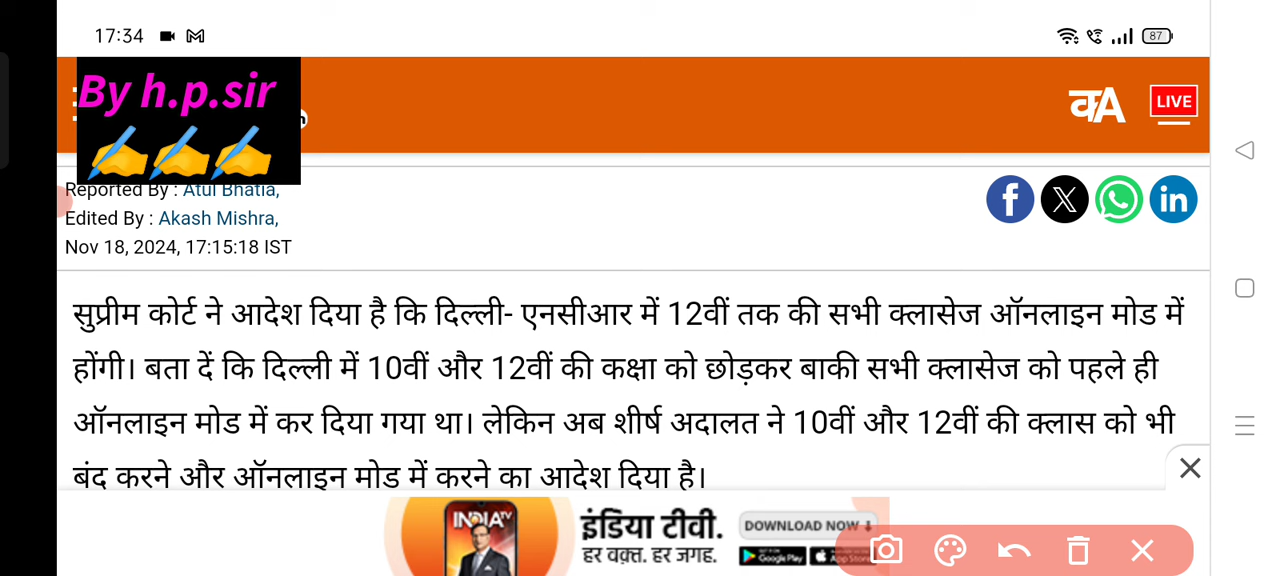 17:34
87
By h.p.sir
LIVE
Reported By : Atul Bhatia,
Edited By : Akash Mishra,
Nov 18, 2024, 17:15:18 IST
सुप्रीम कोर्ट ने आदेश दिया है कि दिल्ली- एनसीआर में 12वीं तक की सभी क्लासेज ऑनलाइन मोड में
होंगी। बता दें कि दिल्ली में 10वीं और 12वीं की कक्षा को छोड़कर बाकी सभी क्लासेज को पहले ही
ऑनलाइन मोड में कर दिया गया था। लेकिन अब शीर्ष अदालत ने 10वीं और 12वीं की क्लास को भी
बंद करने और ऑनलाइन मोड में करने का आदेश दिया है।
INDIA TV
इंडिया टीवी.
हर वक़्त. हर जगह.
DOWNLOAD NOW
Google Play